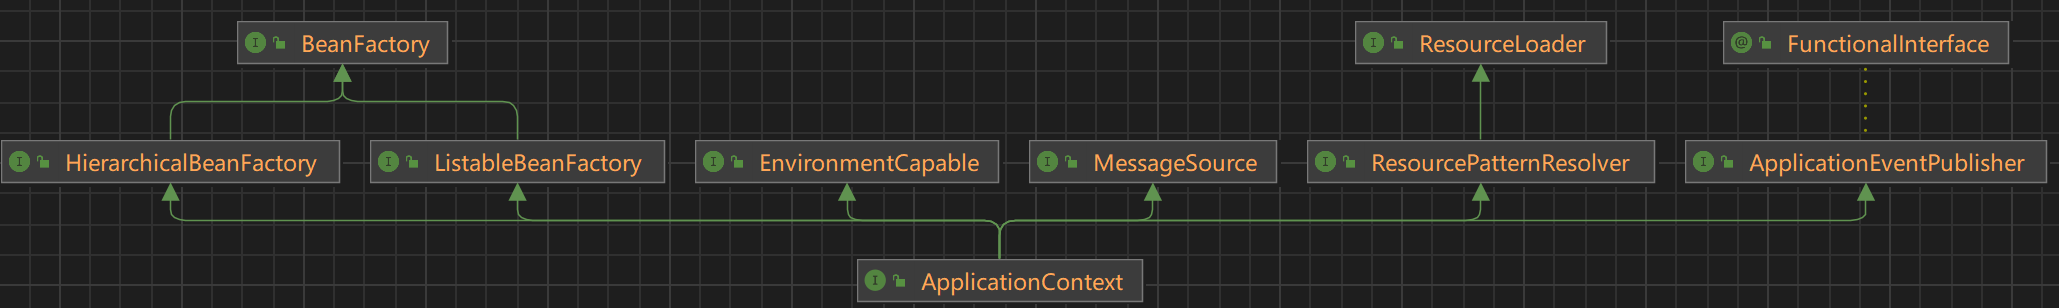 I BeanFactory
I ResourceLoader
@ FunctionalInterface
I HierarchicalBeanFactory
I ListableBeanFactory
I EnvironmentCapable
I MessageSource
I ResourcePatternResolver
I ApplicationEventPublisher
I ApplicationContext